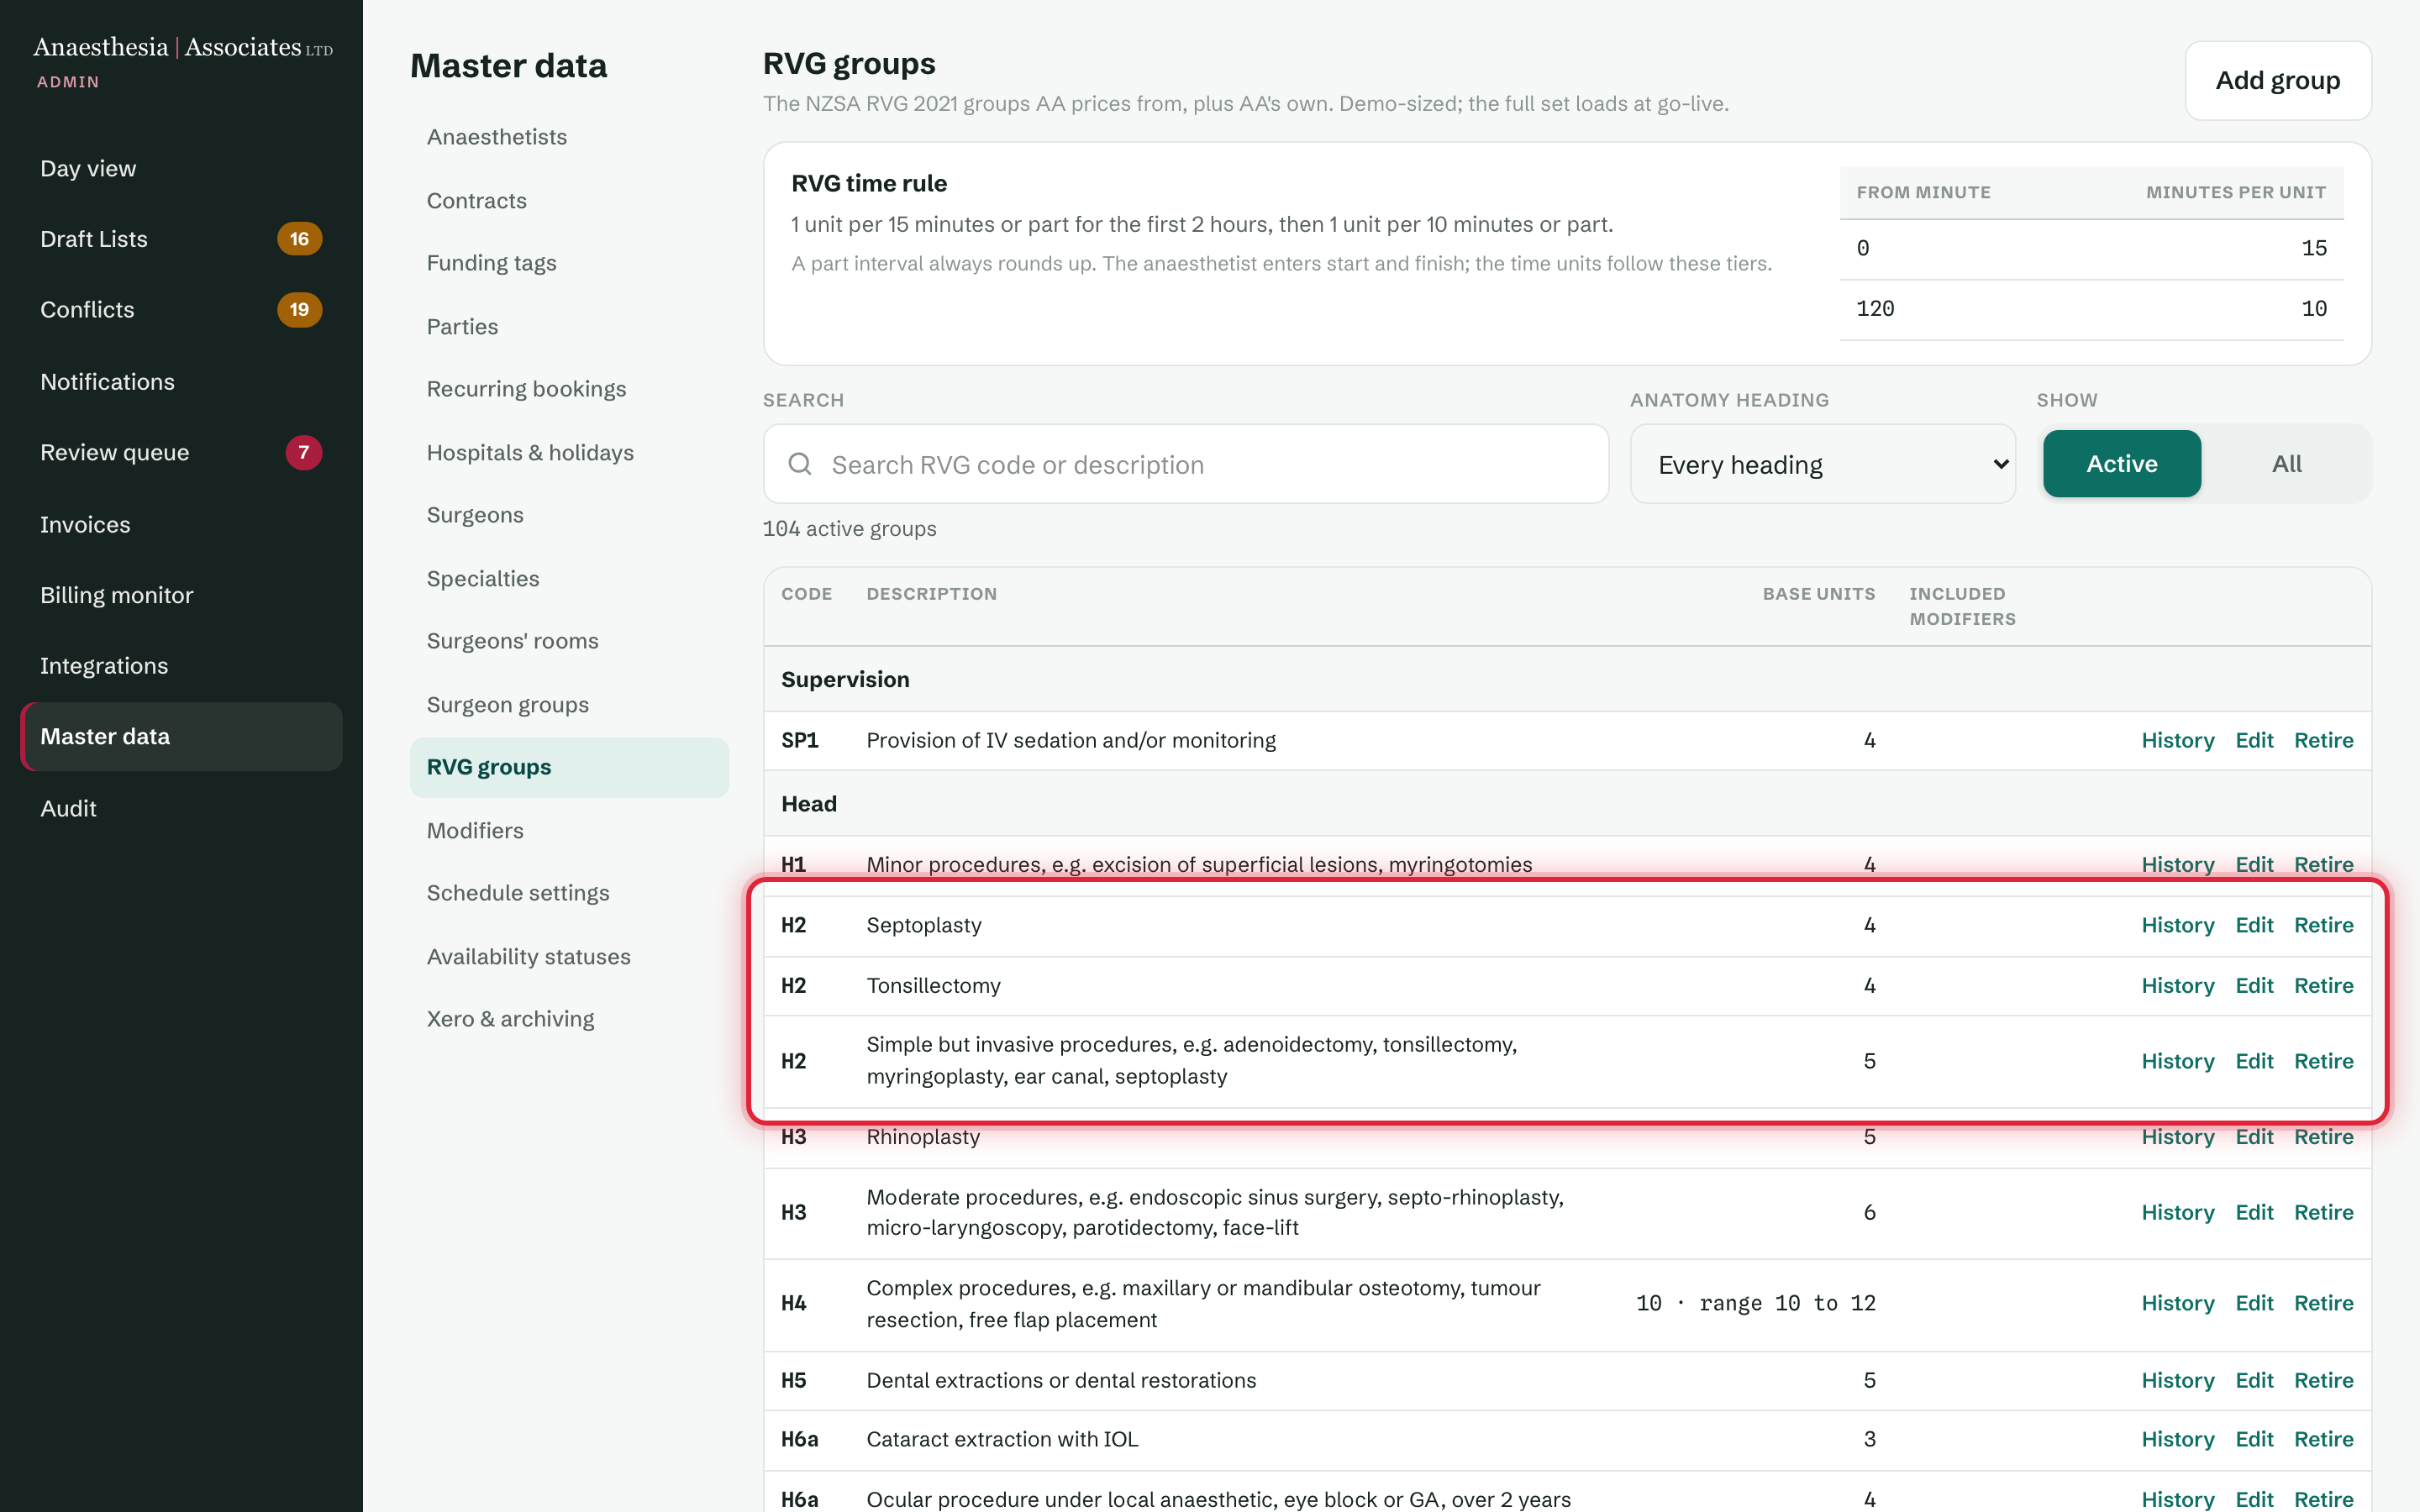 Anaesthesia | Associates LTD
ADMIN
Day view
Draft Lists 16
Conflicts 19
Notifications
Review queue 7
Invoices
Billing monitor
Integrations
Master data
Audit
Master data
Anaesthetists
Contracts
Funding tags
Parties
Recurring bookings
Hospitals & holidays
Surgeons
Specialties
Surgeons' rooms
Surgeon groups
RVG groups
Modifiers
Schedule settings
Availability statuses
Xero & archiving
RVG groups
The NZSA RVG 2021 groups AA prices from, plus AA's own. Demo-sized; the full set loads at go-live.
Add group
RVG time rule
1 unit per 15 minutes or part for the first 2 hours, then 1 unit per 10 minutes or part.
A part interval always rounds up. The anaesthetist enters start and finish; the time units follow these tiers.
FROM MINUTE MINUTES PER UNIT
0 15
120 10
SEARCH
Search RVG code or description
ANATOMY HEADING
Every heading
SHOW
Active All
104 active groups
CODE DESCRIPTION BASE UNITS INCLUDED
MODIFIERS
Supervision
SP1 Provision of IV sedation and/or monitoring 4 History Edit Retire
Head
H1 Minor procedures, e.g. excision of superficial lesions, myringotomies 4 History Edit Retire
H2 Septoplasty 4 History Edit Retire
H2 Tonsillectomy 4 History Edit Retire
H2 Simple but invasive procedures, e.g. adenoidectomy, tonsillectomy,
myringoplasty, ear canal, septoplasty 5 History Edit Retire
H3 Rhinoplasty 5 History Edit Retire
H3 Moderate procedures, e.g. endoscopic sinus surgery, septo-rhinoplasty,
micro-laryngoscopy, parotidectomy, face-lift 6 History Edit Retire
H4 Complex procedures, e.g. maxillary or mandibular osteotomy, tumour
resection, free flap placement 10 · range 10 to 12 History Edit Retire
H5 Dental extractions or dental restorations 5 History Edit Retire
H6a Cataract extraction with IOL 3 History Edit Retire
H6a Ocular procedure under local anaesthetic, eye block or GA, over 2 years 4 History Edit Retire